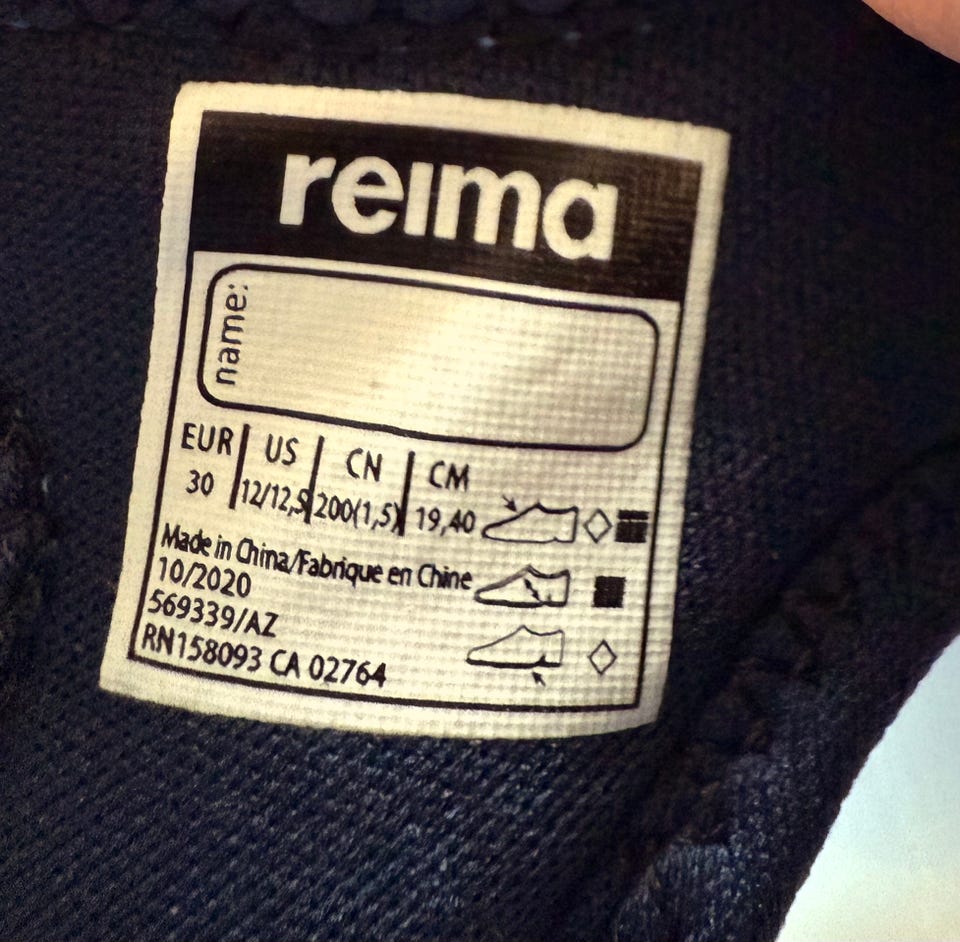 reima
name:
EUR | US | CN | CM
30 | 12/12,5 | 200(1,5) | 19,40
Made in China/Fabrique en Chine
10/2020
569339/AZ
RN158093 CA 02764